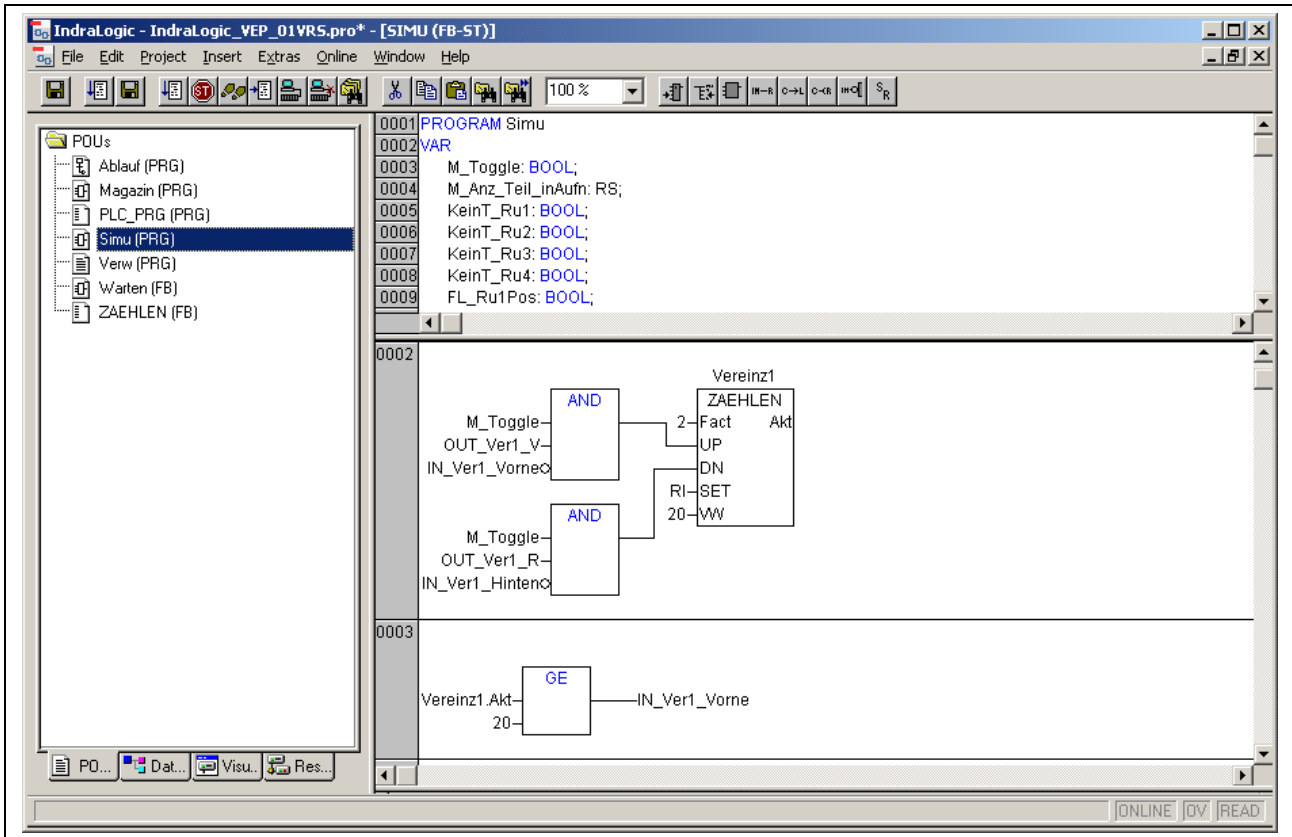 IndraLogic - IndraLogic_VEP_01VRS.pro* - [SIMU (FB-ST)]
File Edit Project Insert Extras Online Window Help
100 %
IN→R C→L C→R
S R
POUs
Ablauf (PRG)
Magazin (PRG)
PLC_PRG (PRG)
Simu (PRG)
Verw (PRG)
Warten (FB)
ZAEHLEN (FB)
PO... Dat... Visu.. Res...
0001 PROGRAM Simu
0002 VAR
0003 M_Toggle: BOOL;
0004 M_Anz_Teil_inAufn: RS;
0005 KeinT_Ru1: BOOL;
0006 KeinT_Ru2: BOOL;
0007 KeinT_Ru3: BOOL;
0008 KeinT_Ru4: BOOL;
0009 FL_Ru1Pos: BOOL;
0002
Vereinz1
AND
ZAEHLEN
M_Toggle
2 Fact Akt
OUT_Ver1_V
UP
IN_Ver1_Vorne
DN
RI SET
AND
20 VW
M_Toggle
OUT_Ver1_R
IN_Ver1_Hinten
0003
GE
Vereinz1.Akt
IN_Ver1_Vorne
20
ONLINE OV READ